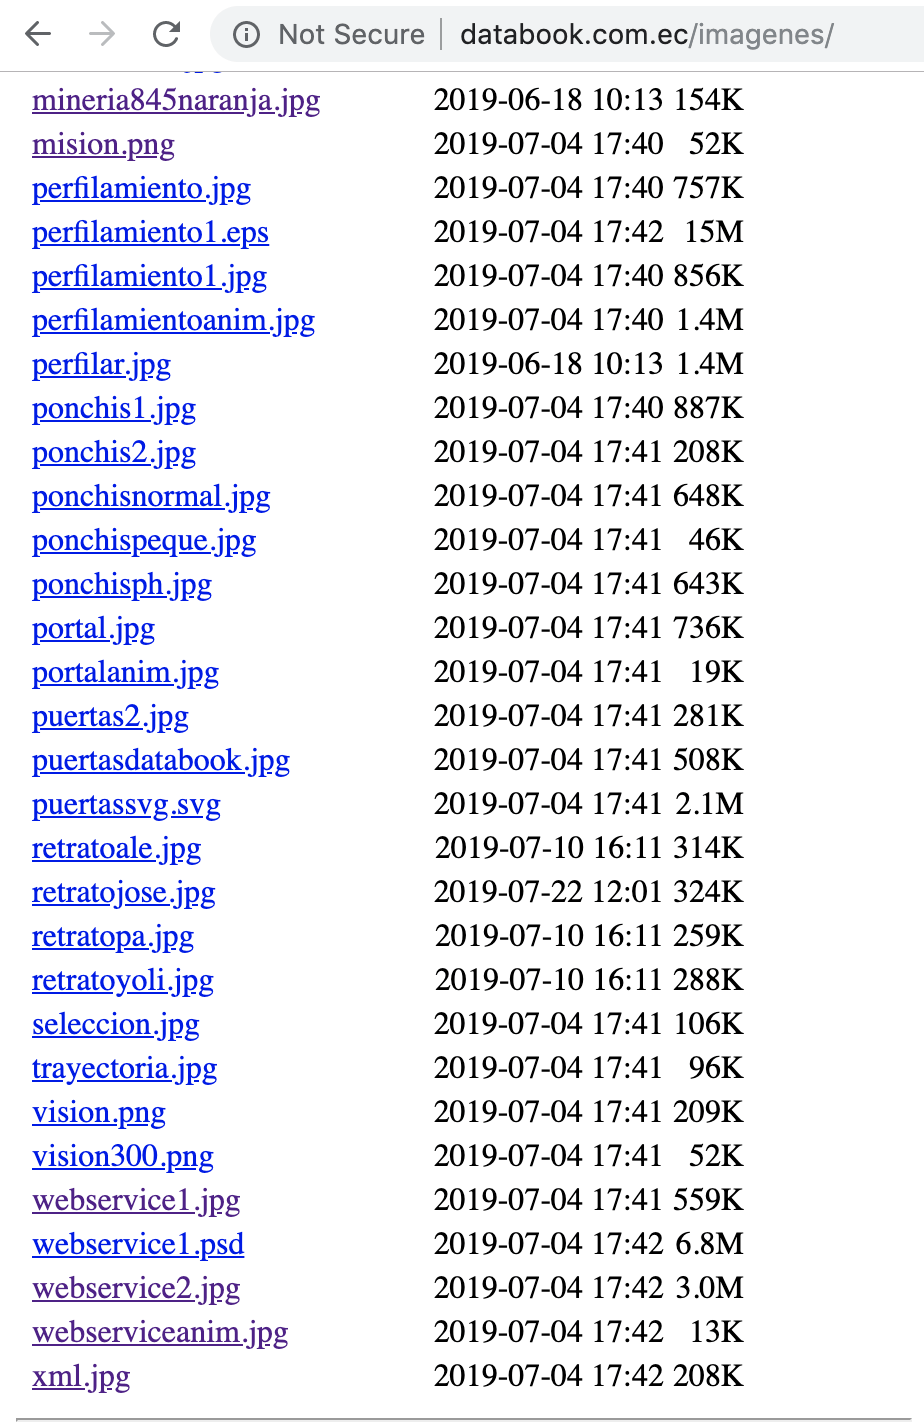 Not Secure databook.com.ec/imagenes/
mineria845naranja.jpg 2019-06-18 10:13 154K
mision.png 2019-07-04 17:40 52K
perfilamiento.jpg 2019-07-04 17:40 757K
perfilamiento1.eps 2019-07-04 17:42 15M
perfilamiento1.jpg 2019-07-04 17:40 856K
perfilamientoanim.jpg 2019-07-04 17:40 1.4M
perfilar.jpg 2019-06-18 10:13 1.4M
ponchis1.jpg 2019-07-04 17:40 887K
ponchis2.jpg 2019-07-04 17:41 208K
ponchisnormal.jpg 2019-07-04 17:41 648K
ponchispeque.jpg 2019-07-04 17:41 46K
ponchisph.jpg 2019-07-04 17:41 643K
portal.jpg 2019-07-04 17:41 736K
portalanim.jpg 2019-07-04 17:41 19K
puertas2.jpg 2019-07-04 17:41 281K
puertasdatabook.jpg 2019-07-04 17:41 508K
puertassvg.svg 2019-07-04 17:41 2.1M
retratoale.jpg 2019-07-10 16:11 314K
retratojose.jpg 2019-07-22 12:01 324K
retratopa.jpg 2019-07-10 16:11 259K
retratoyoli.jpg 2019-07-10 16:11 288K
seleccion.jpg 2019-07-04 17:41 106K
trayectoria.jpg 2019-07-04 17:41 96K
vision.png 2019-07-04 17:41 209K
vision300.png 2019-07-04 17:41 52K
webservice1.jpg 2019-07-04 17:41 559K
webservice1.psd 2019-07-04 17:42 6.8M
webservice2.jpg 2019-07-04 17:42 3.0M
webserviceanim.jpg 2019-07-04 17:42 13K
xml.jpg 2019-07-04 17:42 208K